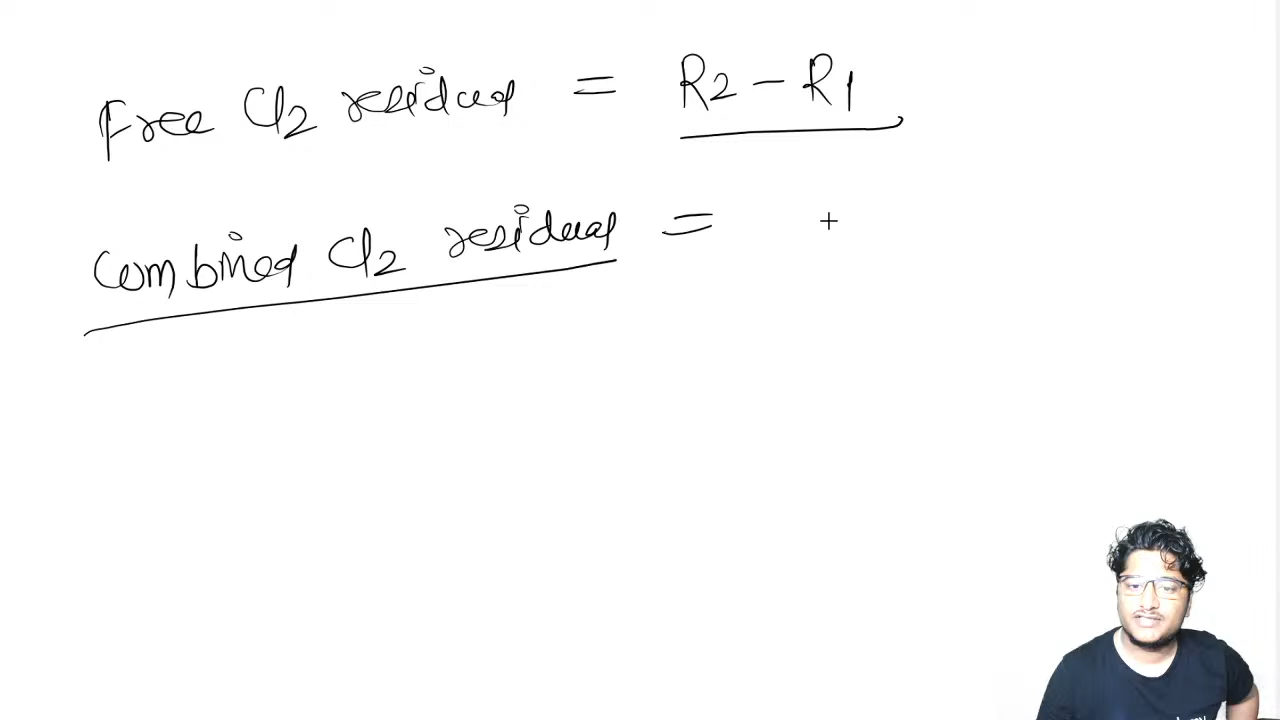 Free Cl2 residual = R2 - R1
Combined Cl2 residual =